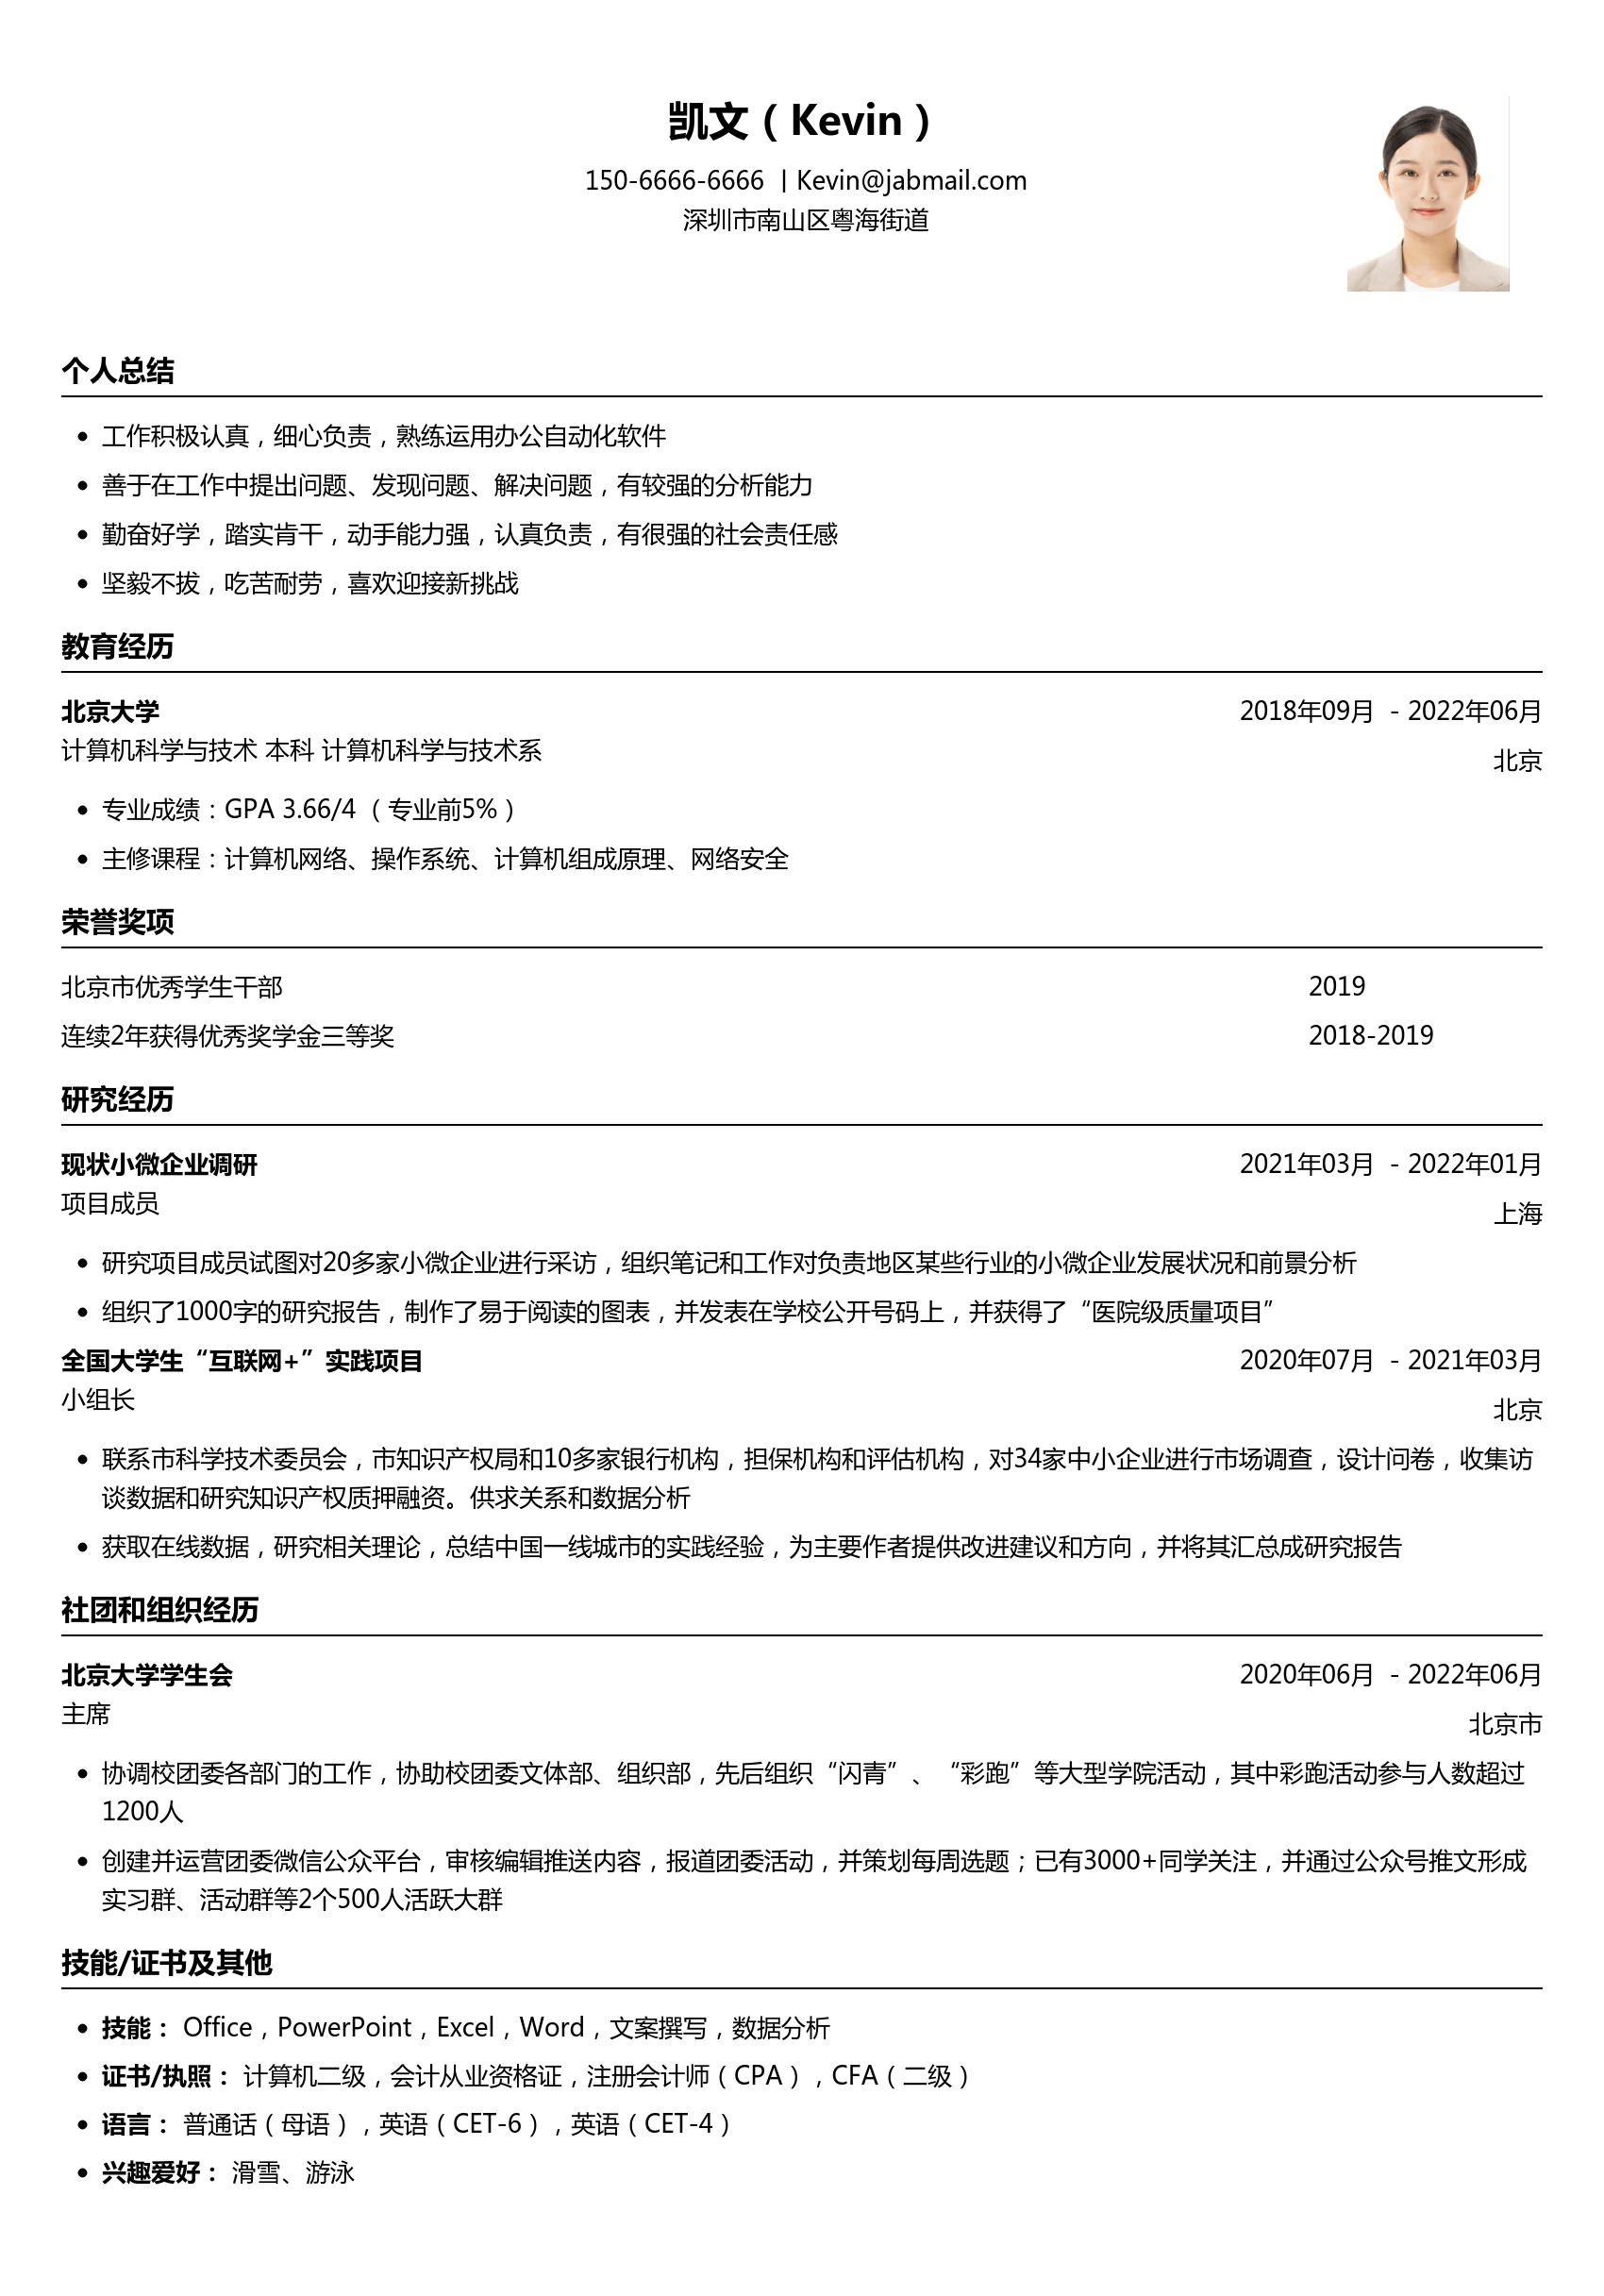 凯文（Kevin）
150-6666-6666 | Kevin@jabmail.com
深圳市南山区粤海街道
个人总结
• 工作积极认真，细心负责，熟练运用办公自动化软件
• 善于在工作中提出问题、发现问题、解决问题，有较强的分析能力
• 勤奋好学，踏实肯干，动手能力强，认真负责，有很强的社会责任感
• 坚毅不拔，吃苦耐劳，喜欢迎接新挑战
教育经历
北京大学 2018年09月 - 2022年06月
计算机科学与技术 本科 计算机科学与技术系 北京
• 专业成绩：GPA 3.66/4 （专业前5%）
• 主修课程：计算机网络、操作系统、计算机组成原理、网络安全
荣誉奖项
北京市优秀学生干部 2019
连续2年获得优秀奖学金三等奖 2018-2019
研究经历
现状小微企业调研 2021年03月 - 2022年01月
项目成员 上海
• 研究项目成员试图对20多家小微企业进行采访，组织笔记和工作对负责地区某些行业的小微企业发展状况和前景分析
• 组织了1000字的研究报告，制作了易于阅读的图表，并发表在学校公开号码上，并获得了“医院级质量项目”
全国大学生“互联网+”实践项目 2020年07月 - 2021年03月
小组长 北京
• 联系市科学技术委员会，市知识产权局和10多家银行机构，担保机构和评估机构，对34家中小企业进行市场调查，设计问卷，收集访
谈数据和研究知识产权质押融资。供求关系和数据分析
• 获取在线数据，研究相关理论，总结中国一线城市的实践经验，为主要作者提供改进建议和方向，并将其汇总成研究报告
社团和组织经历
北京大学学生会 2020年06月 - 2022年06月
主席 北京市
• 协调校团委各部门的工作，协助校团委文体部、组织部，先后组织“闪青”、“彩跑”等大型学院活动，其中彩跑活动参与人数超过
1200人
• 创建并运营团委微信公众平台，审核编辑推送内容，报道团委活动，并策划每周选题；已有3000+同学关注，并通过公众号推文形成
实习群、活动群等2个500人活跃大群
技能/证书及其他
• 技能： Office，PowerPoint，Excel，Word，文案撰写，数据分析
• 证书/执照： 计算机二级，会计从业资格证，注册会计师（CPA），CFA（二级）
• 语言： 普通话（母语），英语（CET-6），英语（CET-4）
• 兴趣爱好： 滑雪、游泳